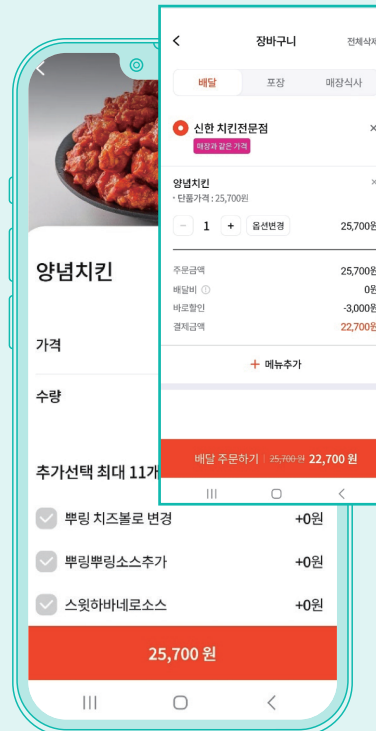 장바구니
전체삭제
배달
포장
매장식사
신한 치킨전문점
매장과 같은 가격
양념치킨
· 단품가격 : 25,700원
- 1 + 옵션변경 25,700원
주문금액 25,700원
배달비 0원
바로할인 -3,000원
결제금액 22,700원
+ 메뉴추가
배달 주문하기 | 25,700 원 22,700 원
양념치킨
가격
수량
추가선택 최대 11개
뿌링 치즈볼로 변경 +0원
뿌링뿌링소스추가 +0원
스윗하바네로소스 +0원
25,700 원